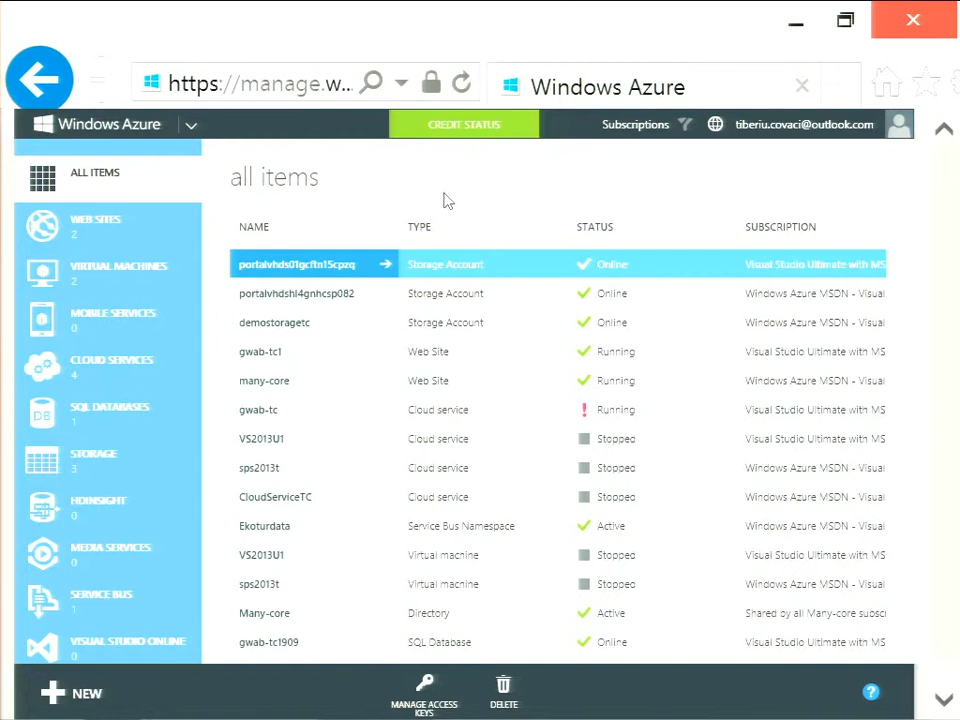 https://manage.w...
Windows Azure
Windows Azure
CREDIT STATUS
Subscriptions
tiberiu.covaci@outlook.com
ALL ITEMS
WEB SITES
2
VIRTUAL MACHINES
2
MOBILE SERVICES
0
CLOUD SERVICES
4
SQL DATABASES
1
STORAGE
3
HDINSIGHT
0
MEDIA SERVICES
0
SERVICE BUS
1
VISUAL STUDIO ONLINE
0
all items
NAME TYPE STATUS SUBSCRIPTION
portalvhds01gcftn15cpzq Storage Account Online Visual Studio Ultimate with MS
portalvhdshl4gnhcsp082 Storage Account Online Windows Azure MSDN - Visual
demostoragetc Storage Account Online Windows Azure MSDN - Visual
gwab-tc1 Web Site Running Visual Studio Ultimate with MS
many-core Web Site Running Windows Azure MSDN - Visual
gwab-tc Cloud service Running Visual Studio Ultimate with MS
VS2013U1 Cloud service Stopped Visual Studio Ultimate with MS
sps2013t Cloud service Stopped Windows Azure MSDN - Visual
CloudServiceTC Cloud service Stopped Windows Azure MSDN - Visual
Ekoturdata Service Bus Namespace Active Windows Azure MSDN - Visual
VS2013U1 Virtual machine Stopped Visual Studio Ultimate with MS
sps2013t Virtual machine Stopped Windows Azure MSDN - Visual
Many-core Directory Active Shared by all Many-core subscr
gwab-tc1909 SQL Database Online Visual Studio Ultimate with MS
NEW
MANAGE ACCESS
KEYS
DELETE
?